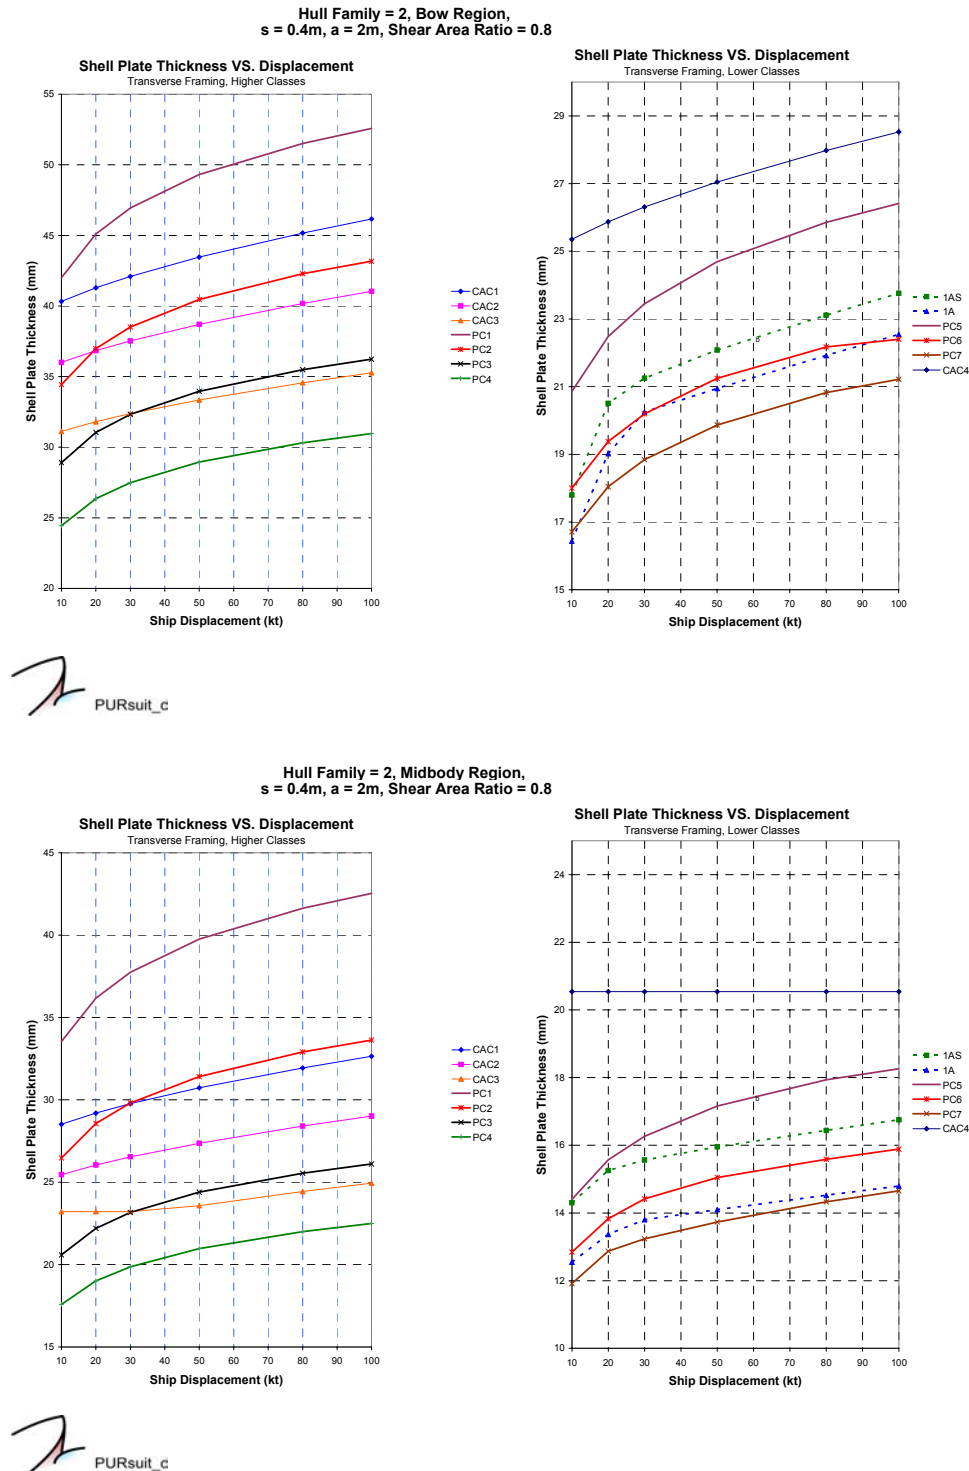 Hull Family = 2, Bow Region,
s = 0.4m, a = 2m, Shear Area Ratio = 0.8
Shell Plate Thickness VS. Displacement
Transverse Framing, Higher Classes
55
50
45
40
35
30
25
20
Shell Plate Thickness (mm)
10 20 30 40 50 60 70 80 90 100
Ship Displacement (kt)
CAC1
CAC2
CAC3
PC1
PC2
PC3
PC4
Shell Plate Thickness VS. Displacement
Transverse Framing, Lower Classes
29
27
25
23
21
19
17
15
Shell Plate Thickness (mm)
10 20 30 40 50 60 70 80 90 100
Ship Displacement (kt)
1AS
1A
PC5
PC6
PC7
CAC4
PURsuit_c
Hull Family = 2, Midbody Region,
s = 0.4m, a = 2m, Shear Area Ratio = 0.8
Shell Plate Thickness VS. Displacement
Transverse Framing, Higher Classes
45
40
35
30
25
20
15
Shell Plate Thickness (mm)
10 20 30 40 50 60 70 80 90 100
Ship Displacement (kt)
CAC1
CAC2
CAC3
PC1
PC2
PC3
PC4
Shell Plate Thickness VS. Displacement
Transverse Framing, Lower Classes
24
22
20
18
16
14
12
10
Shell Plate Thickness (mm)
10 20 30 40 50 60 70 80 90 100
Ship Displacement (kt)
1AS
1A
PC5
PC6
PC7
CAC4
PURsuit_c